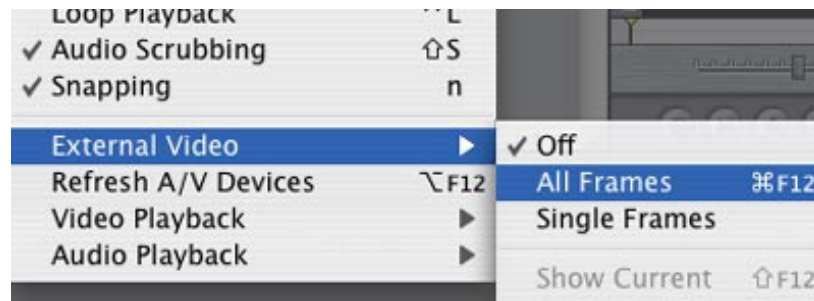 Loop Playback ^L
✓ Audio Scrubbing ⇧S
✓ Snapping n
External Video ▶
Refresh A/V Devices ⌥F12
Video Playback ▶
Audio Playback ▶
✓ Off
All Frames ⌘F12
Single Frames
Show Current ⇧F12